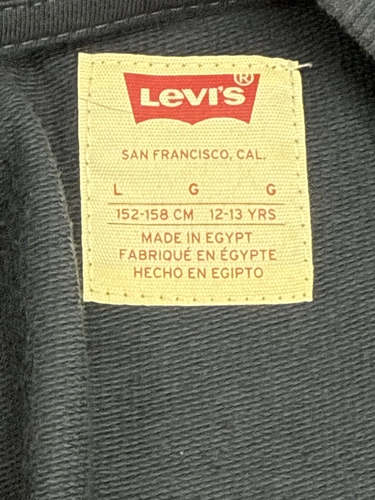 Levi's®
SAN FRANCISCO, CAL.
L G G
152-158 CM 12-13 YRS
MADE IN EGYPT
FABRIQUÉ EN ÉGYPTE
HECHO EN EGIPTO